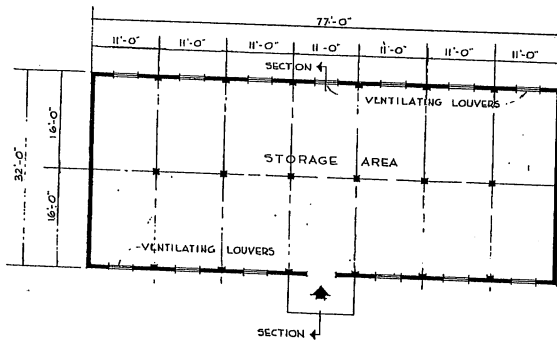 77'-0"
11'-0" 11'-0" 11'-0" 11-0" 11'-0" 11'-0" 11'-0"
SECTION
VENTILATING LOUVERS
32'-0"
16'-0"
STORAGE AREA
16'-0"
VENTILATING LOUVERS
SECTION